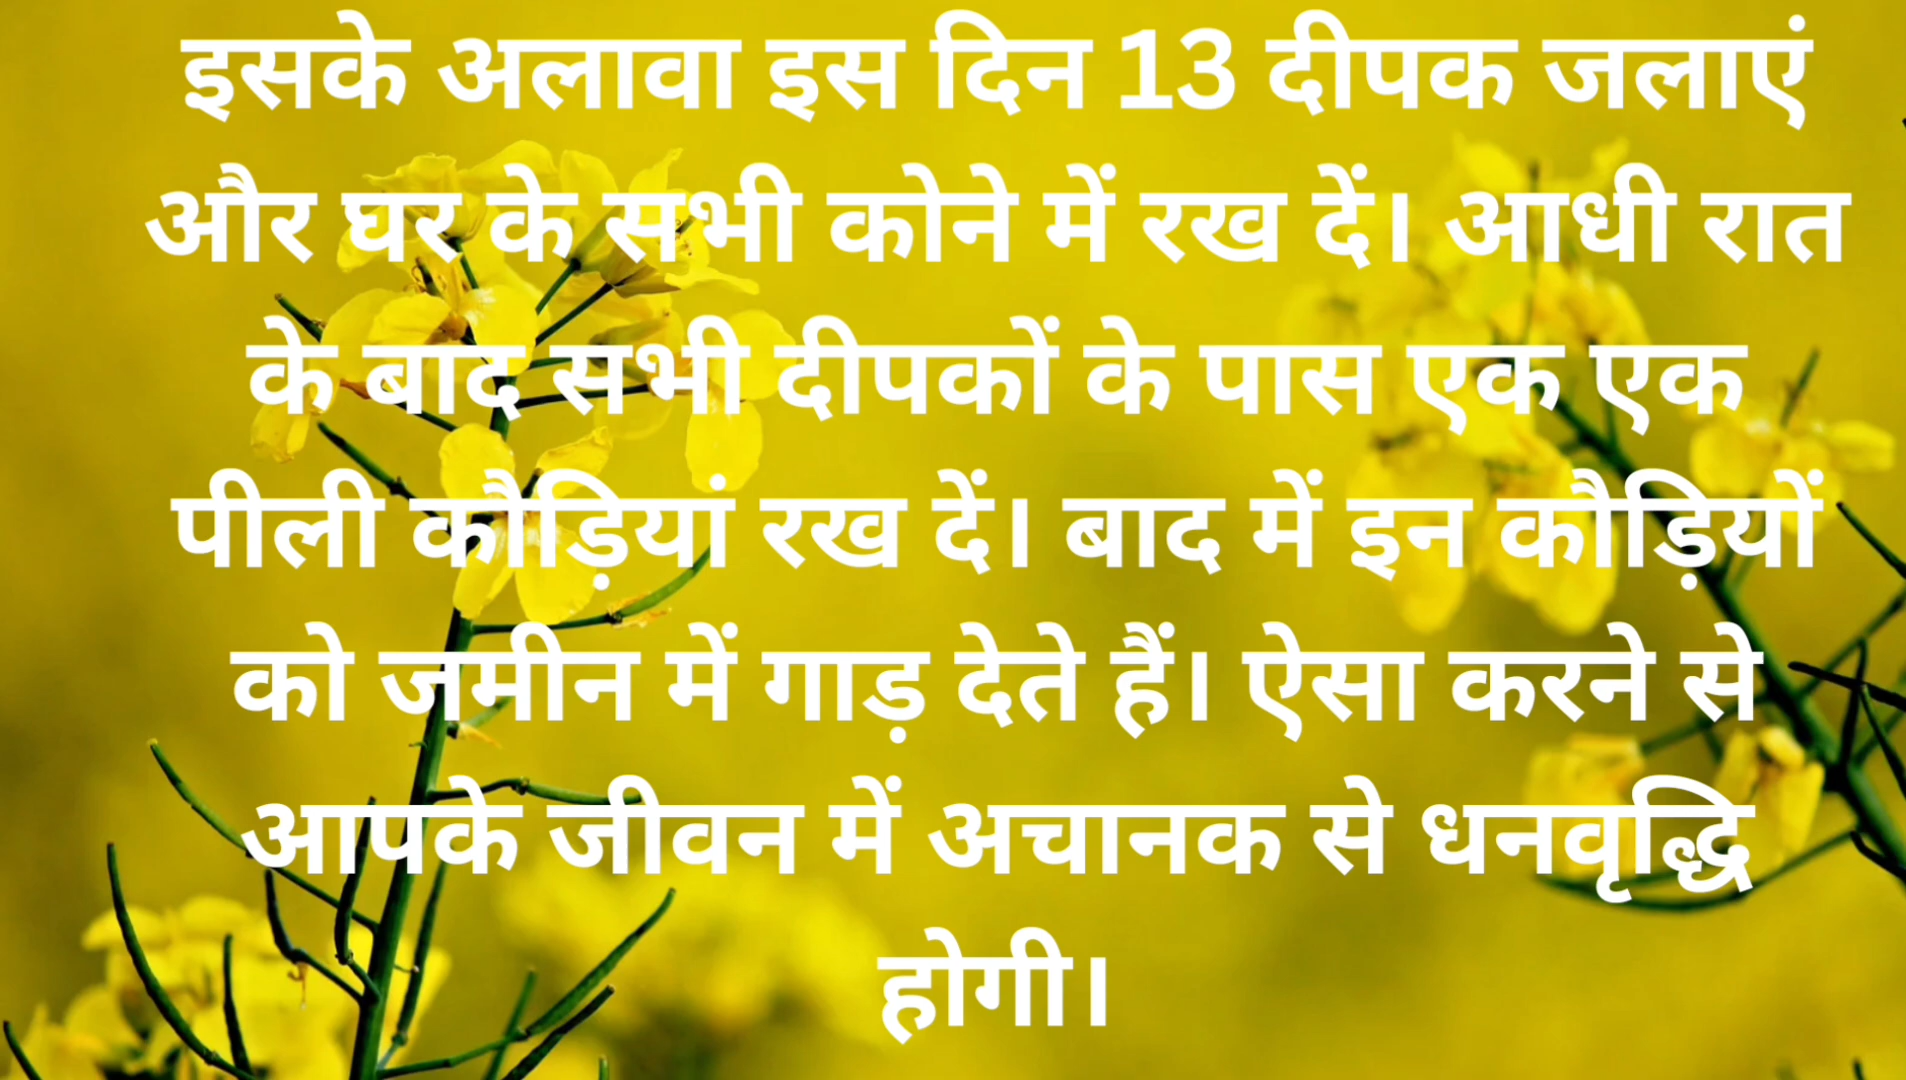 इसके अलावा इस दिन 13 दीपक जलाएं
और घर के सभी कोने में रख दें। आधी रात
के बाद सभी दीपकों के पास एक एक
पीली कौड़ियां रख दें। बाद में इन कौड़ियों
को जमीन में गाड़ देते हैं। ऐसा करने से
आपके जीवन में अचानक से धनवृद्धि
होगी।